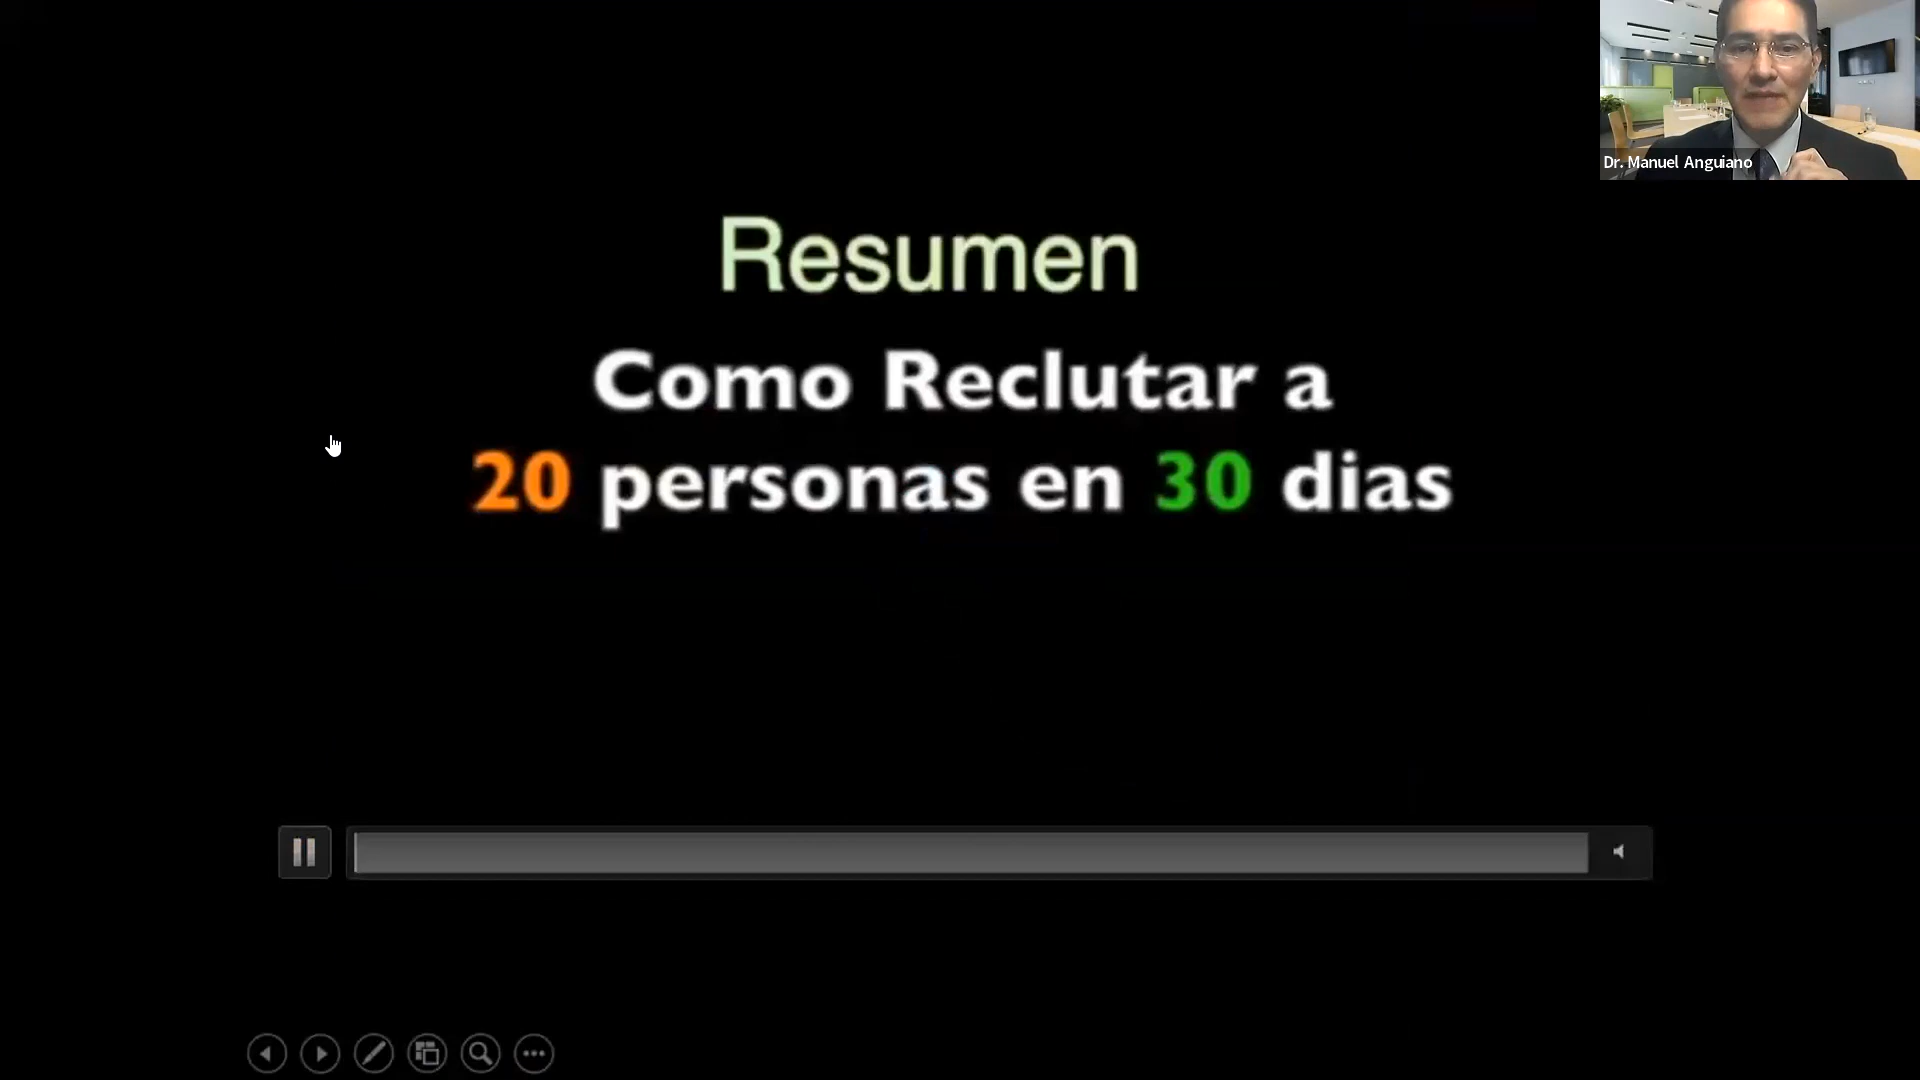 Dr. Manuel Anguiano
Resumen
Como Reclutar a
20 personas en 30 dias